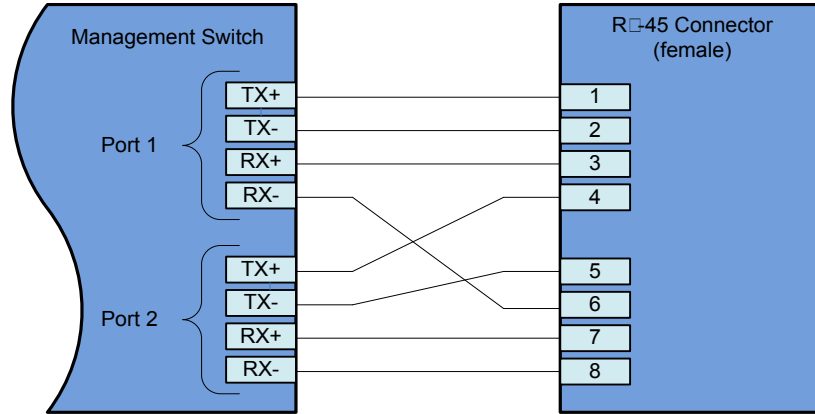 Management Switch
Port 1
TX+
TX-
RX+
RX-
Port 2
TX+
TX-
RX+
RX-
R□-45 Connector
(female)
1
2
3
4
5
6
7
8